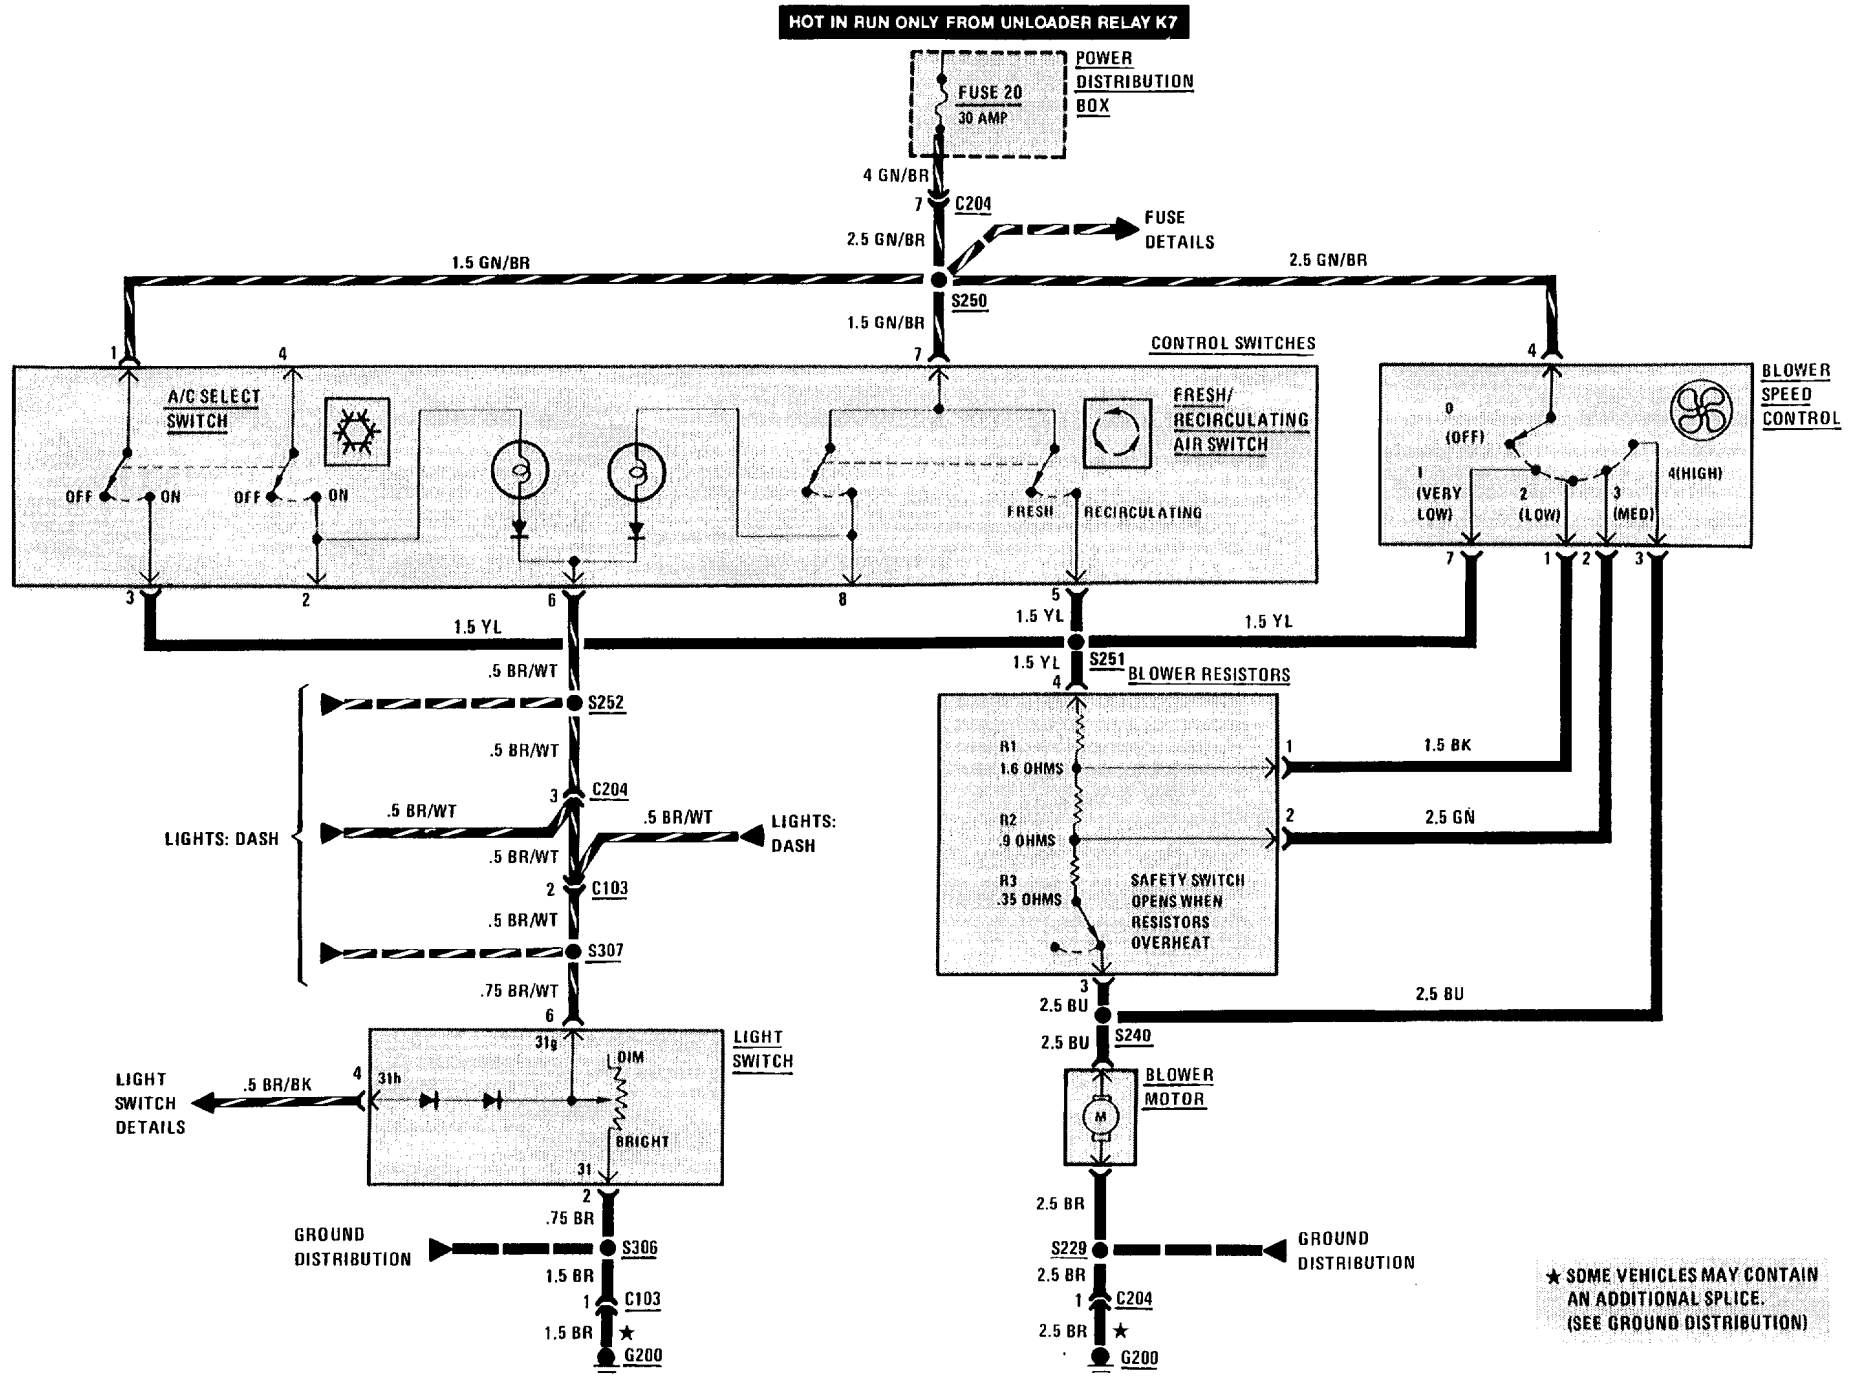 HOT IN RUN ONLY FROM UNLOADER RELAY K7
POWER
DISTRIBUTION
BOX
FUSE 20
30 AMP
4 GN/BR
7
C204
2.5 GN/BR
FUSE
DETAILS
1.5 GN/BR
2.5 GN/BR
S250
1.5 GN/BR
1
4
7
CONTROL SWITCHES
4
A/C SELECT
SWITCH
FRESH/
RECIRCULATING
AIR SWITCH
BLOWER
SPEED
CONTROL
0
(OFF)
OFF
ON
OFF
ON
FRESH
RECIRCULATING
1
(VERY
LOW)
2
(LOW)
3
(MED)
4(HIGH)
3
2
6
8
5
7
1
2
3
1.5 YL
1.5 YL
1.5 YL
.5 BR/WT
1.5 YL
S251
BLOWER RESISTORS
4
S252
.5 BR/WT
R1
1.6 OHMS
1
1.5 BK
3
C204
.5 BR/WT
.5 BR/WT
LIGHTS:
DASH
LIGHTS: DASH
R2
.9 OHMS
2
2.5 GN
.5 BR/WT
2
C103
R3
.35 OHMS
SAFETY SWITCH
OPENS WHEN
RESISTORS
OVERHEAT
.5 BR/WT
S307
.75 BR/WT
3
2.5 BU
2.5 BU
6
S240
2.5 BU
31g
LIGHT
SWITCH
DIM
BRIGHT
4
31h
.5 BR/BK
LIGHT
SWITCH
DETAILS
BLOWER
MOTOR
M
31
2
.75 BR
2.5 BR
GROUND
DISTRIBUTION
S306
S229
GROUND
DISTRIBUTION
1.5 BR
2.5 BR
1
C103
1
C204
1.5 BR ★
2.5 BR ★
G200
G200
★ SOME VEHICLES MAY CONTAIN
AN ADDITIONAL SPLICE.
(SEE GROUND DISTRIBUTION)